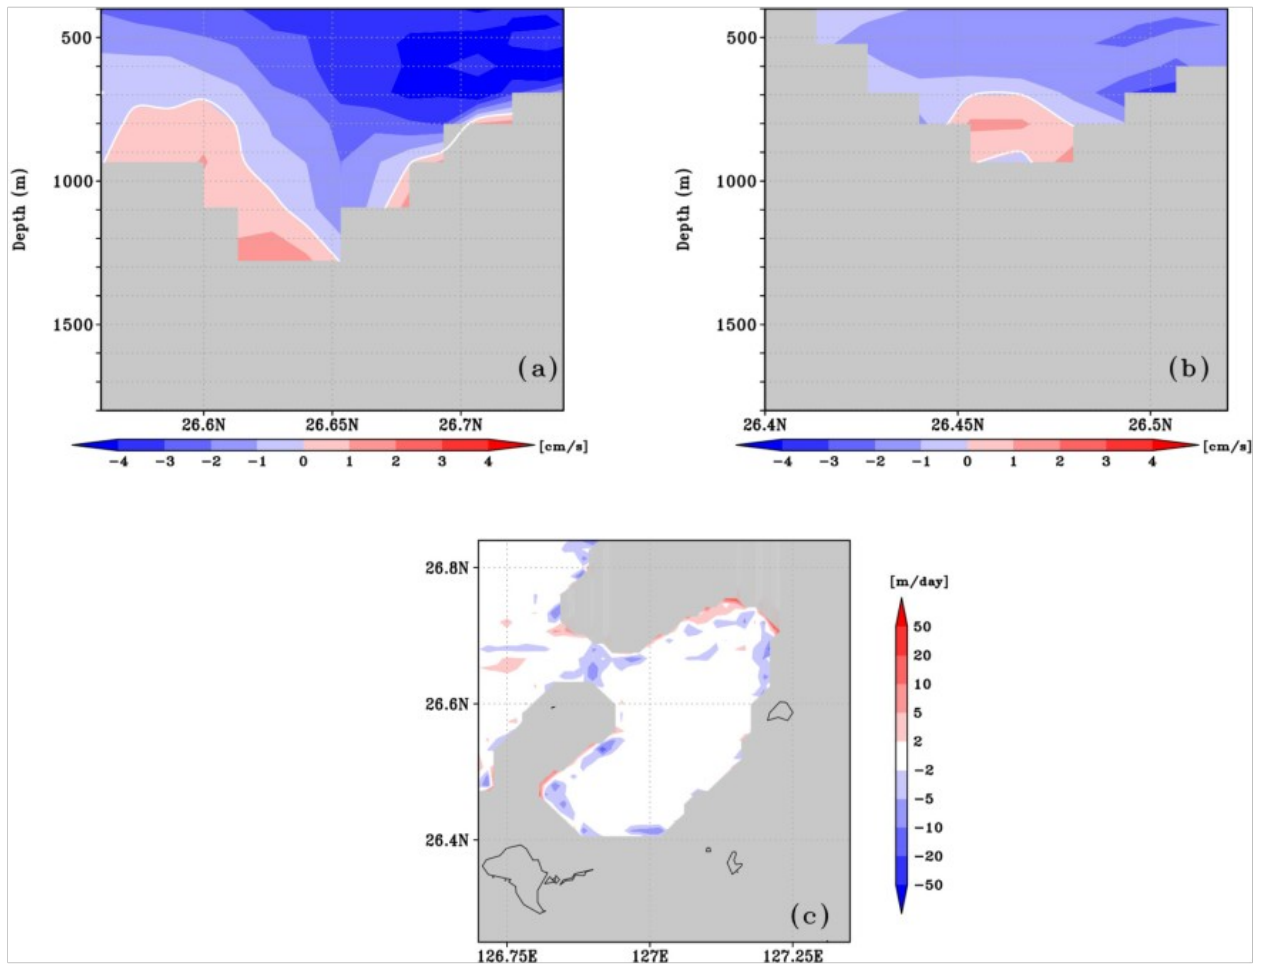 500
1000
1500
Depth (m)
(a)
26.6N 26.65N 26.7N
-4 -3 -2 -1 0 1 2 3 4 [cm/s]
500
1000
1500
Depth (m)
(b)
26.4N 26.45N 26.5N
-4 -3 -2 -1 0 1 2 3 4 [cm/s]
26.8N
26.6N
26.4N
(c)
126.75E 127E 127.25E
[m/day]
50
20
10
5
2
-2
-5
-10
-20
-50